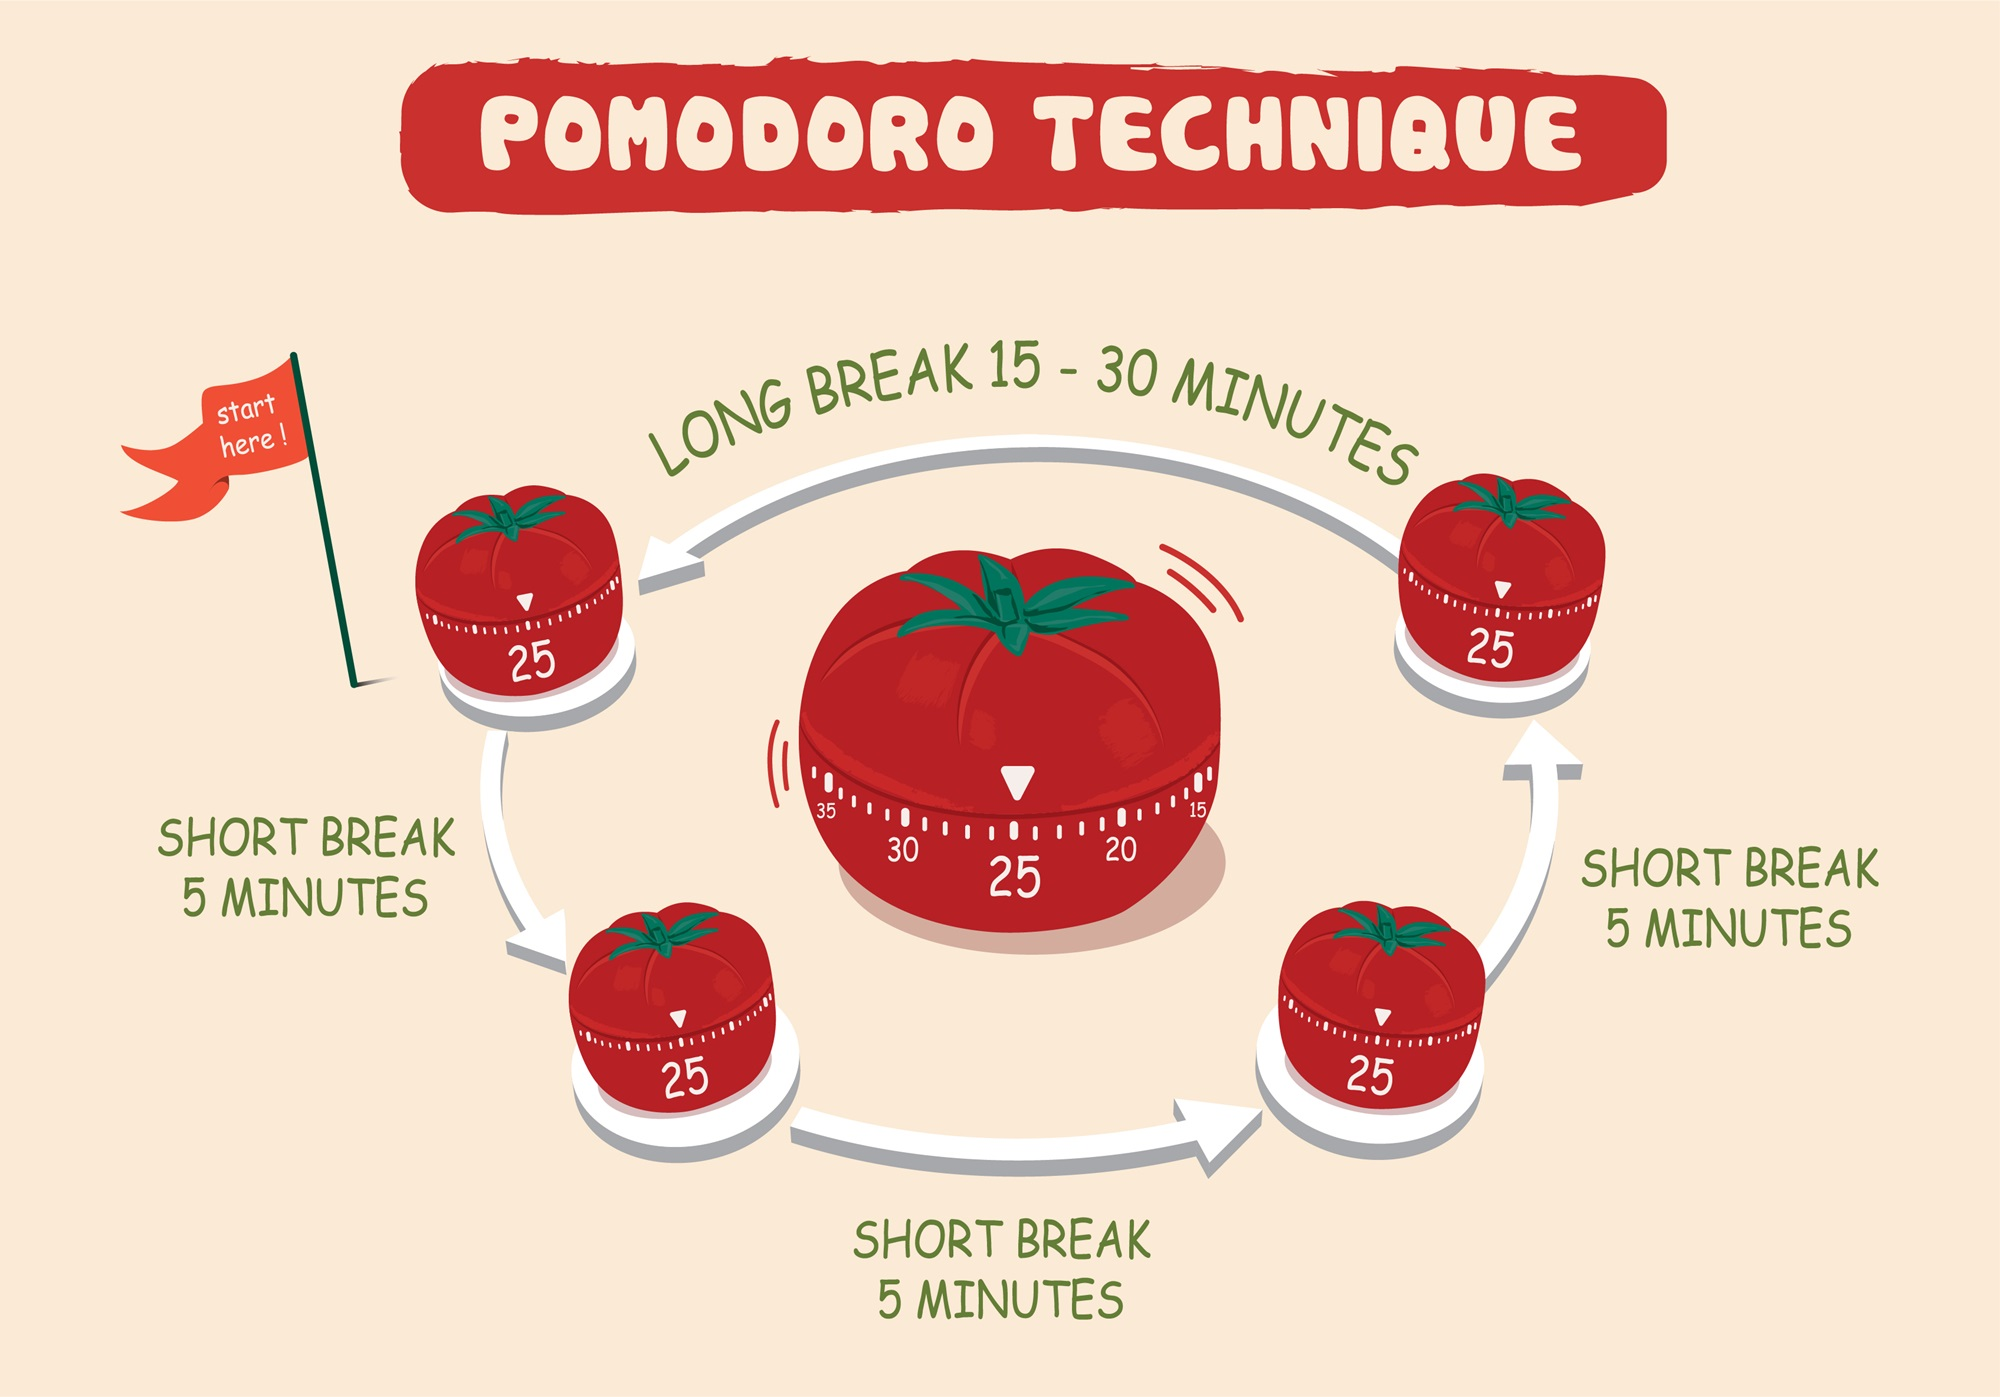 POMODORO TECHNIQUE
LONG BREAK 15 - 30 MINUTES
start
here !
25
25
35
30
25
20
15
SHORT BREAK
5 MINUTES
SHORT BREAK
5 MINUTES
25
25
SHORT BREAK
5 MINUTES